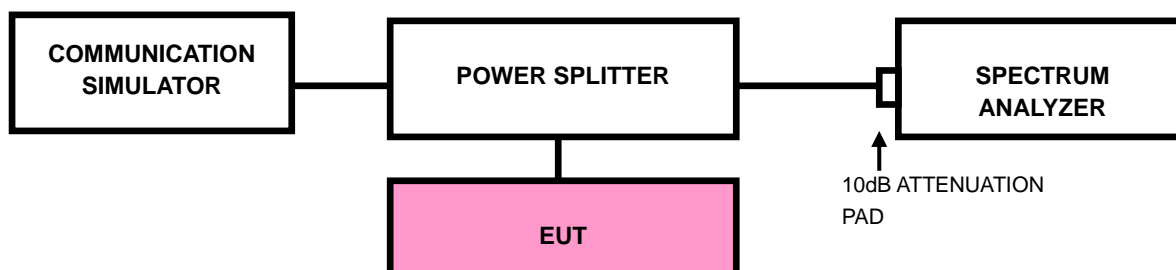 COMMUNICATION
SIMULATOR
POWER SPLITTER
SPECTRUM
ANALYZER
10dB ATTENUATION
PAD
EUT